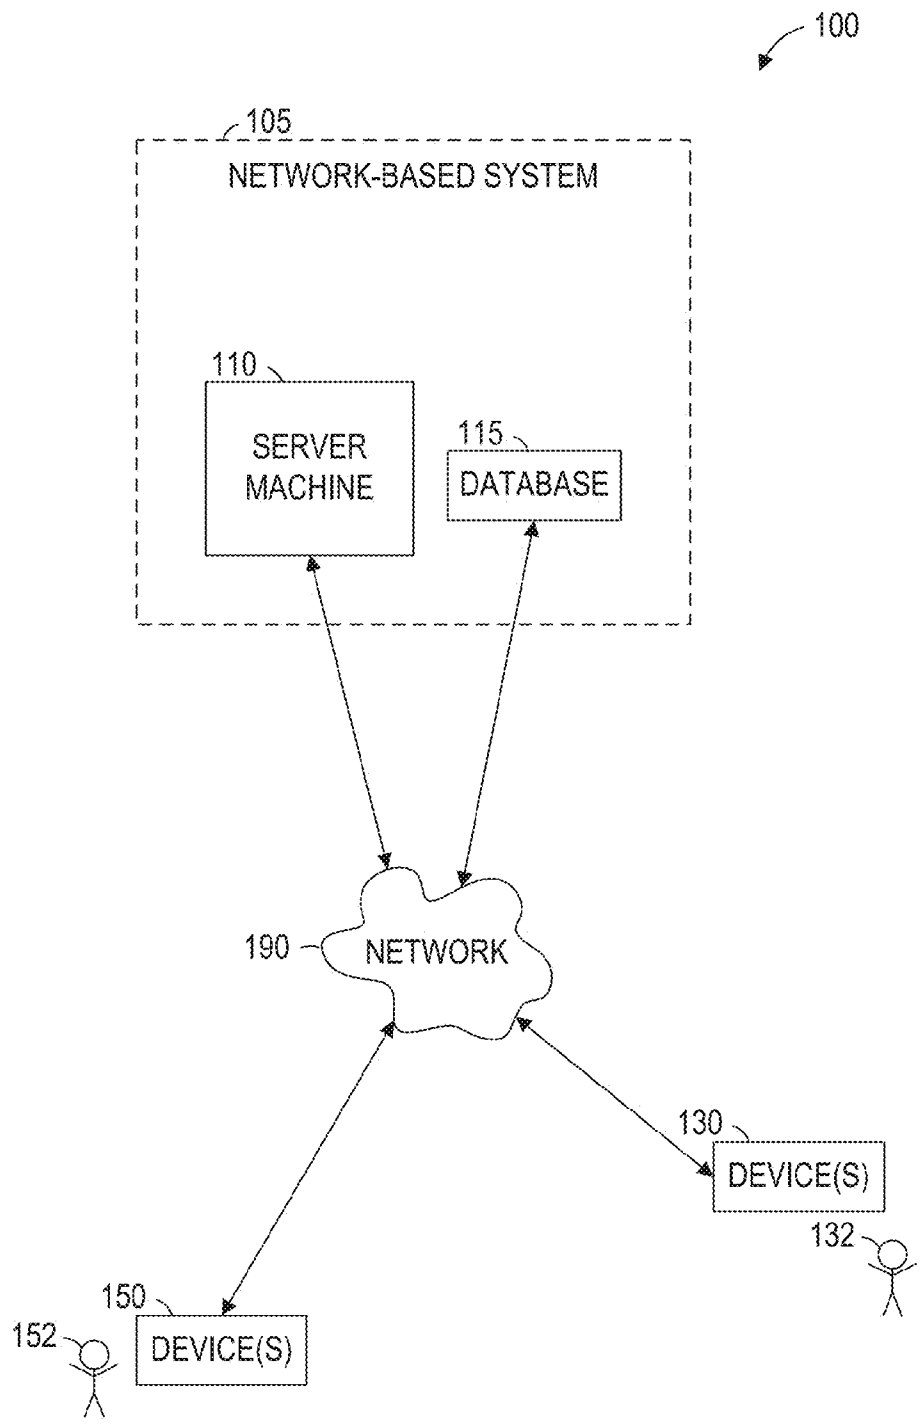 100
105
NETWORK-BASED SYSTEM
110
SERVER
MACHINE
115
DATABASE
190
NETWORK
130
DEVICE(S)
132
150
DEVICE(S)
152